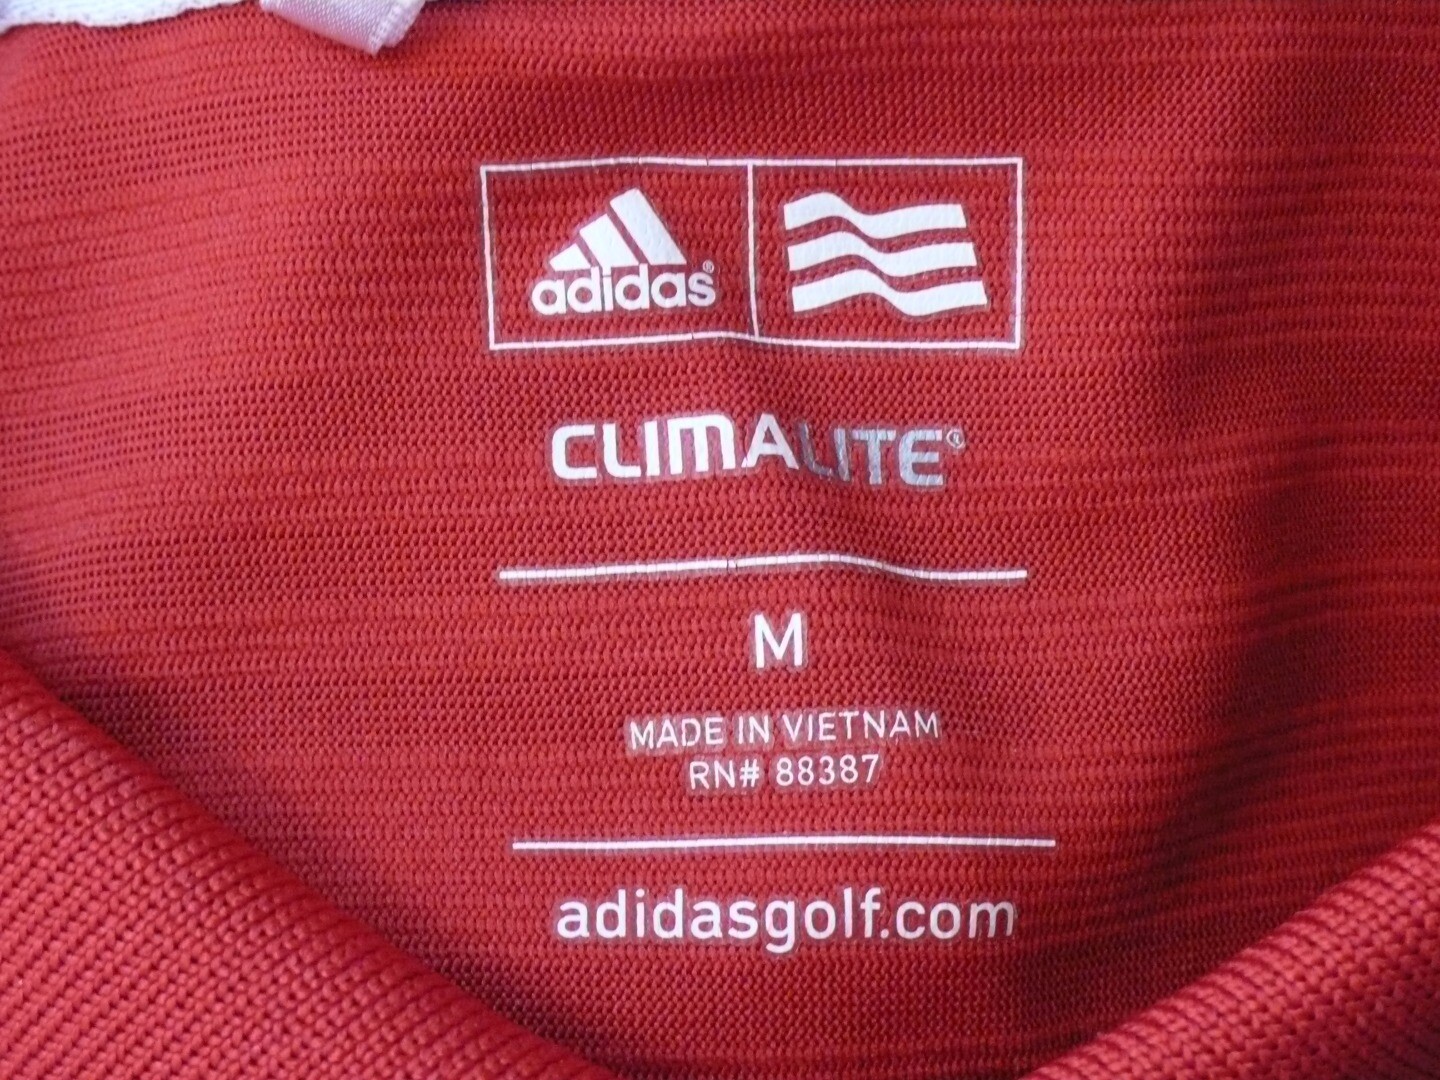 adidas®
CLIMALITE®
M
MADE IN VIETNAM
RN# 88387
adidasgolf.com